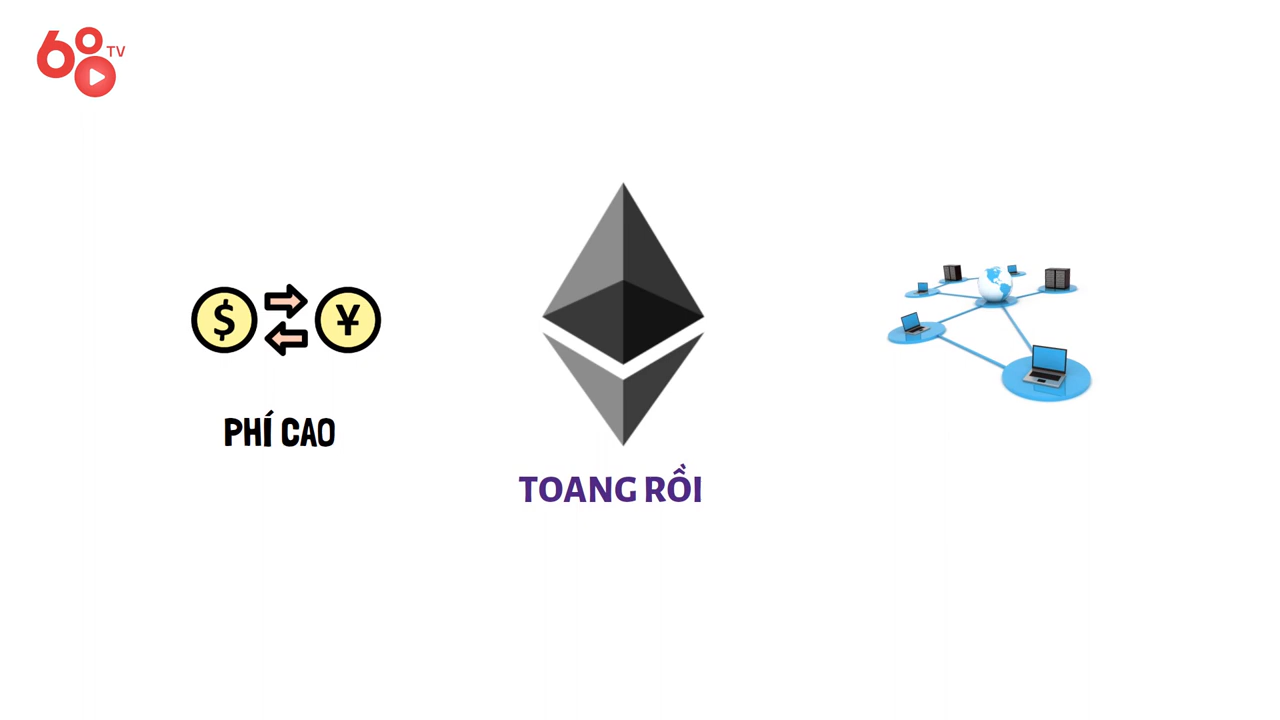 68 TV
$
¥
PHÍ CAO
TOANG RỒI